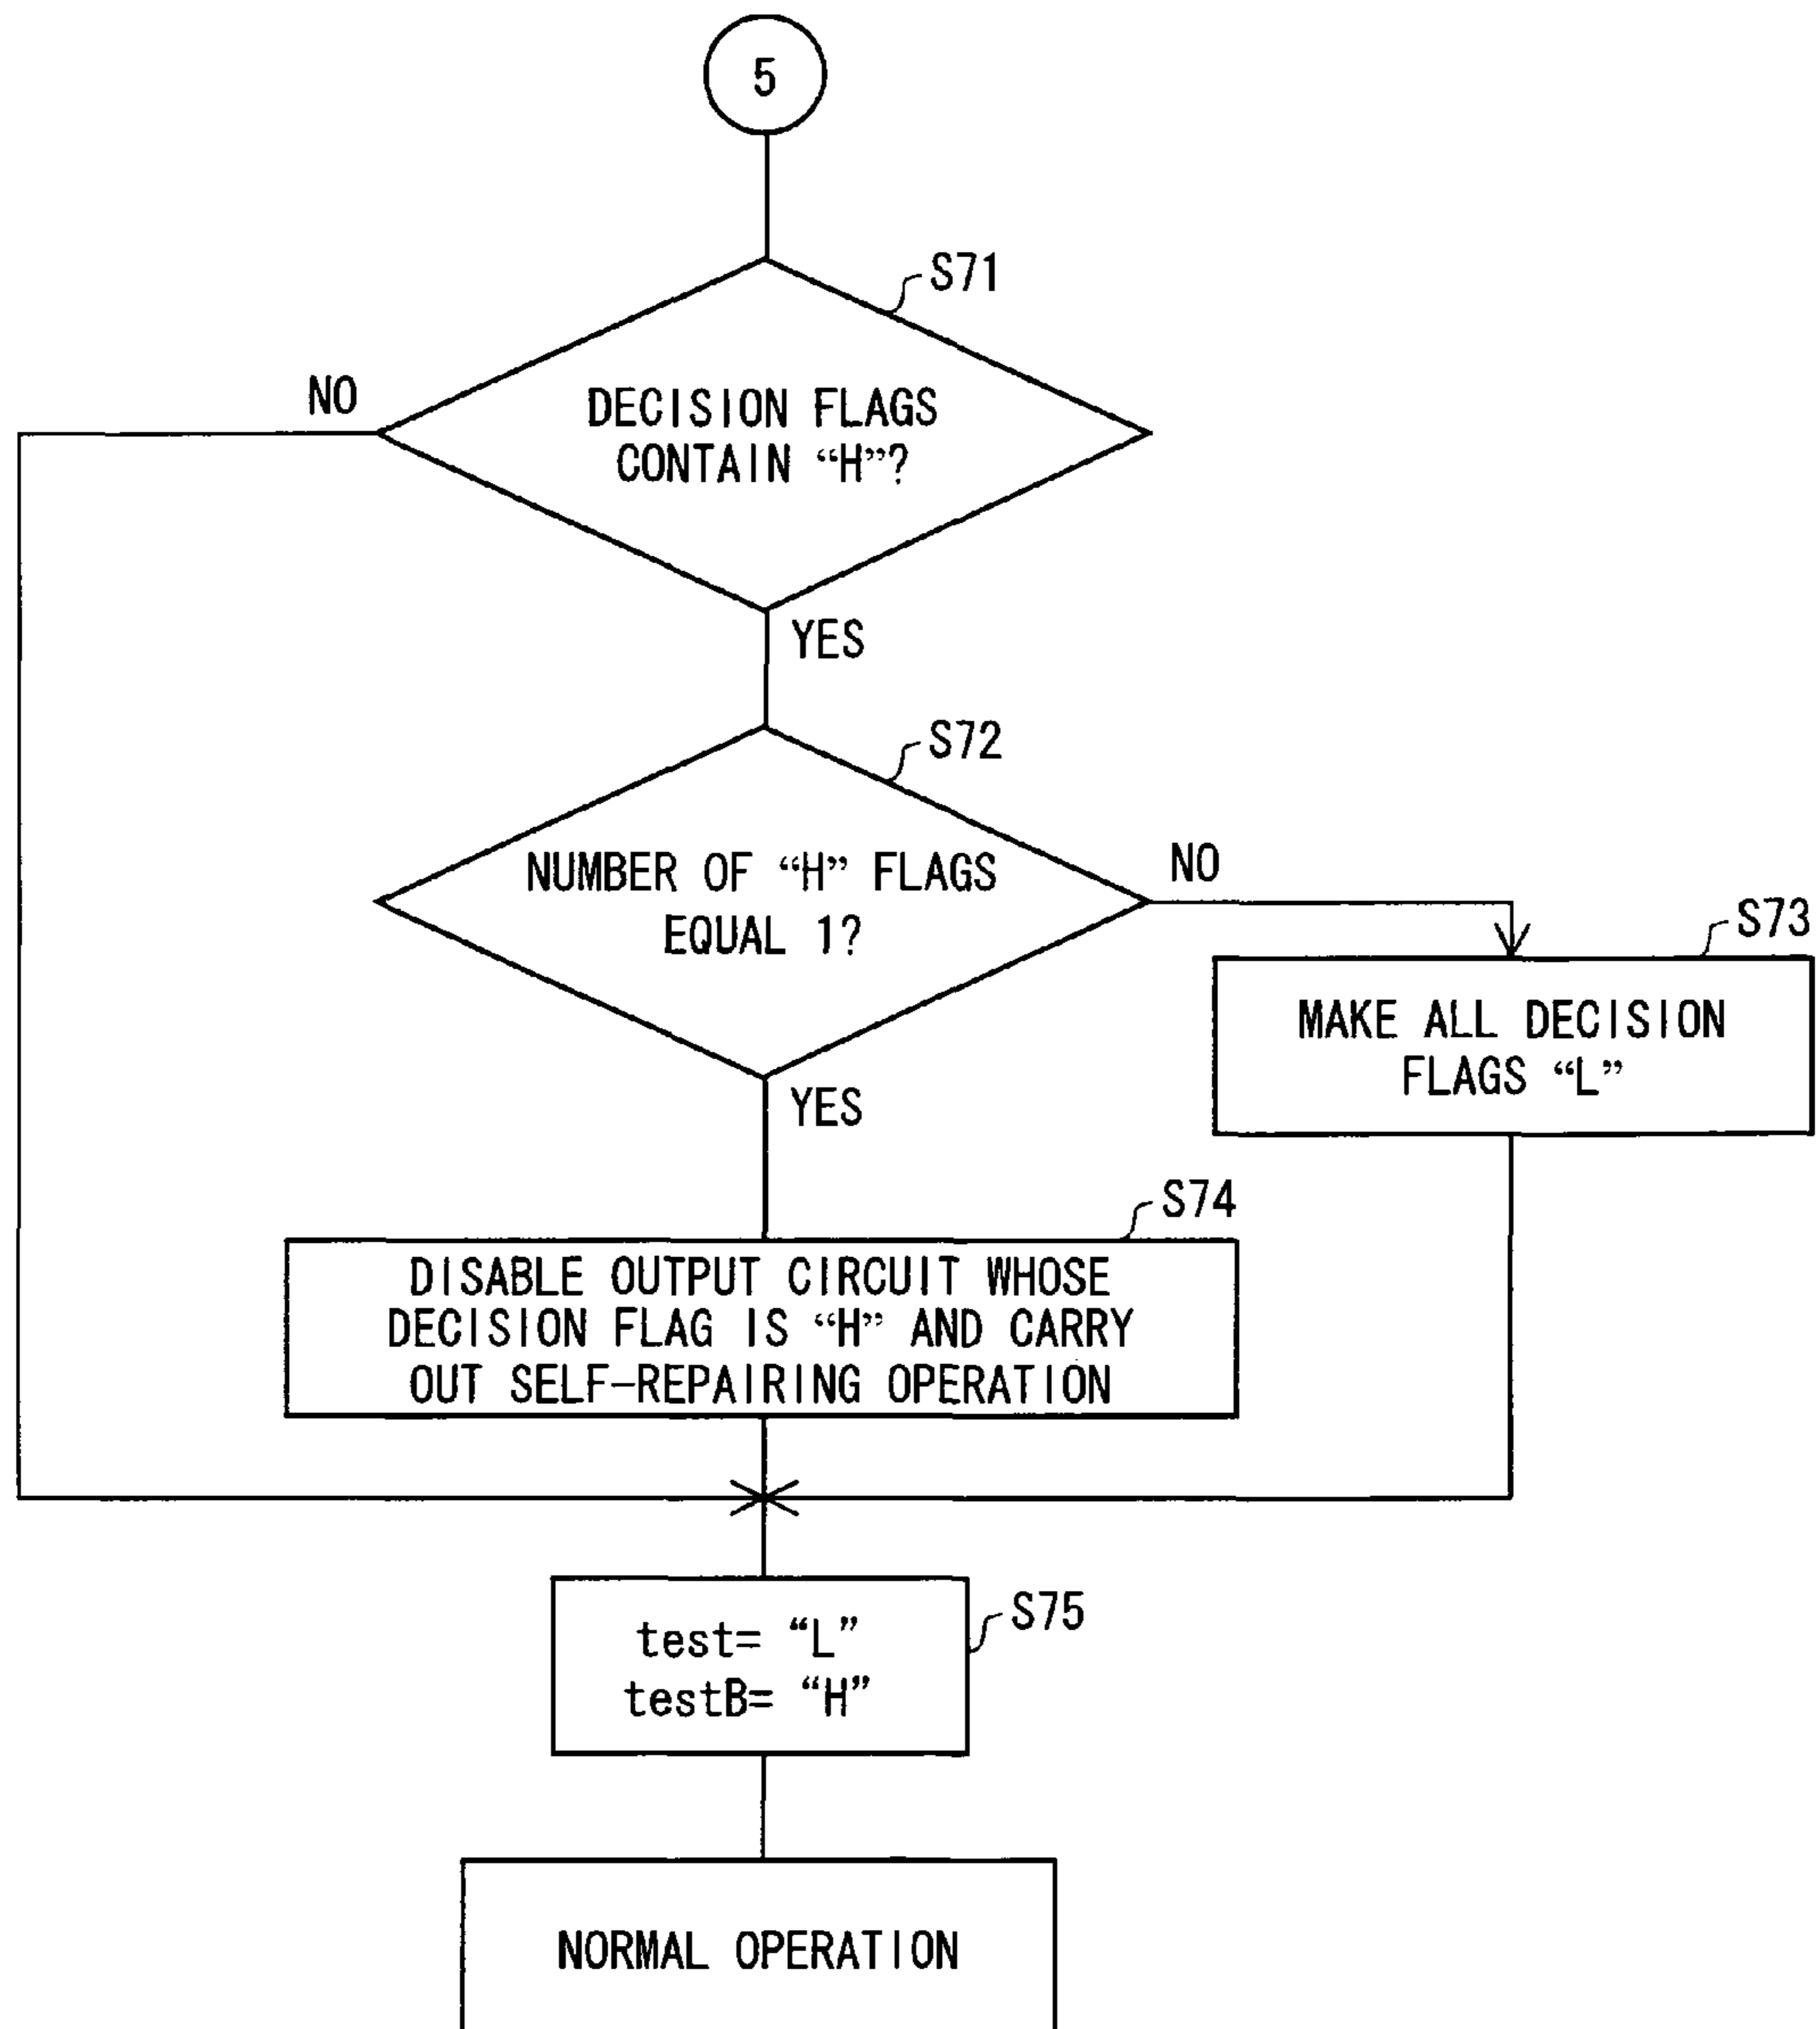 5
S71
NO
DECISION FLAGS
CONTAIN “H”?
YES
S72
NUMBER OF “H” FLAGS
EQUAL 1?
NO
S73
MAKE ALL DECISION
FLAGS “L”
YES
S74
DISABLE OUTPUT CIRCUIT WHOSE
DECISION FLAG IS “H” AND CARRY
OUT SELF-REPAIRING OPERATION
S75
test= “L”
testB= “H”
NORMAL OPERATION